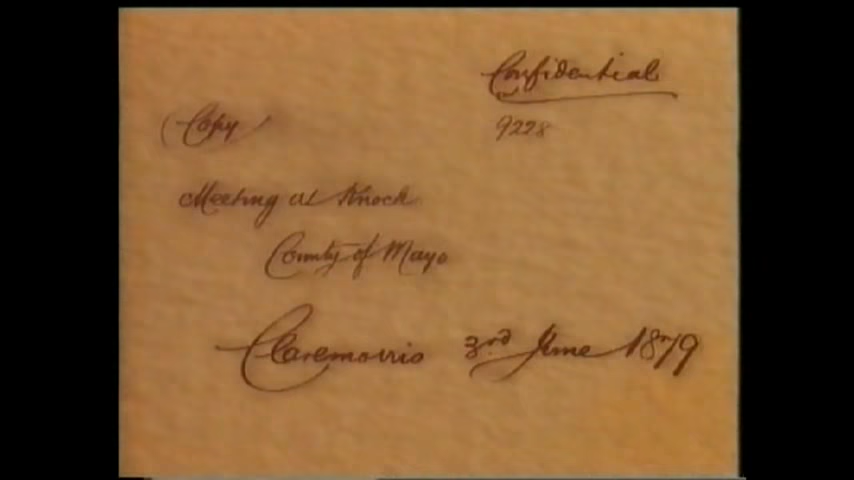 Confidential
9228
(Copy)
Meeting at Knock
County of Mayo
Claremorris 3rd June 1879